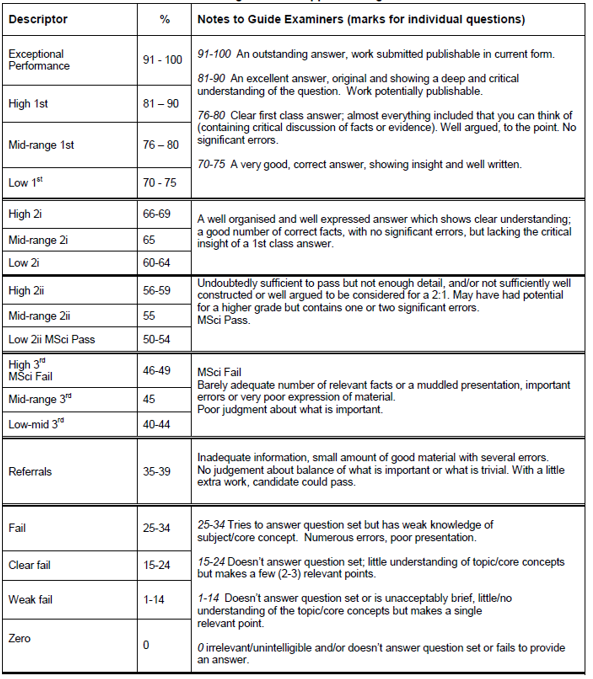 Descriptor % Notes to Guide Examiners (marks for individual questions)
Exceptional
Performance
91 - 100
High 1st
81 – 90
Mid-range 1st
76 – 80
Low 1st
70 - 75
91-100 An outstanding answer, work submitted publishable in current form.
81-90 An excellent answer, original and showing a deep and critical
understanding of the question. Work potentially publishable.
76-80 Clear first class answer; almost everything included that you can think of
(containing critical discussion of facts or evidence). Well argued, to the point. No
significant errors.
70-75 A very good, correct answer, showing insight and well written.
High 2i
66-69
Mid-range 2i
65
Low 2i
60-64
A well organised and well expressed answer which shows clear understanding;
a good number of correct facts, with no significant errors, but lacking the critical
insight of a 1st class answer.
High 2ii
56-59
Mid-range 2ii
55
Low 2ii MSci Pass
50-54
Undoubtedly sufficient to pass but not enough detail, and/or not sufficiently well
constructed or well argued to be considered for a 2:1. May have had potential
for a higher grade but contains one or two significant errors.
MSci Pass.
High 3rd
MSci Fail
46-49
Mid-range 3rd
45
Low-mid 3rd
40-44
MSci Fail
Barely adequate number of relevant facts or a muddled presentation, important
errors or very poor expression of material.
Poor judgment about what is important.
Referrals
35-39
Inadequate information, small amount of good material with several errors.
No judgement about balance of what is important or what is trivial. With a little
extra work, candidate could pass.
Fail
25-34
Clear fail
15-24
Weak fail
1-14
Zero
0
25-34 Tries to answer question set but has weak knowledge of
subject/core concept. Numerous errors, poor presentation.
15-24 Doesn't answer question set; little understanding of topic/core concepts
but makes a few (2-3) relevant points.
1-14 Doesn't answer question set or is unacceptably brief, little/no
understanding of the topic/core concepts but makes a single
relevant point.
0 irrelevant/unintelligible and/or doesn't answer question set or fails to provide
an answer.